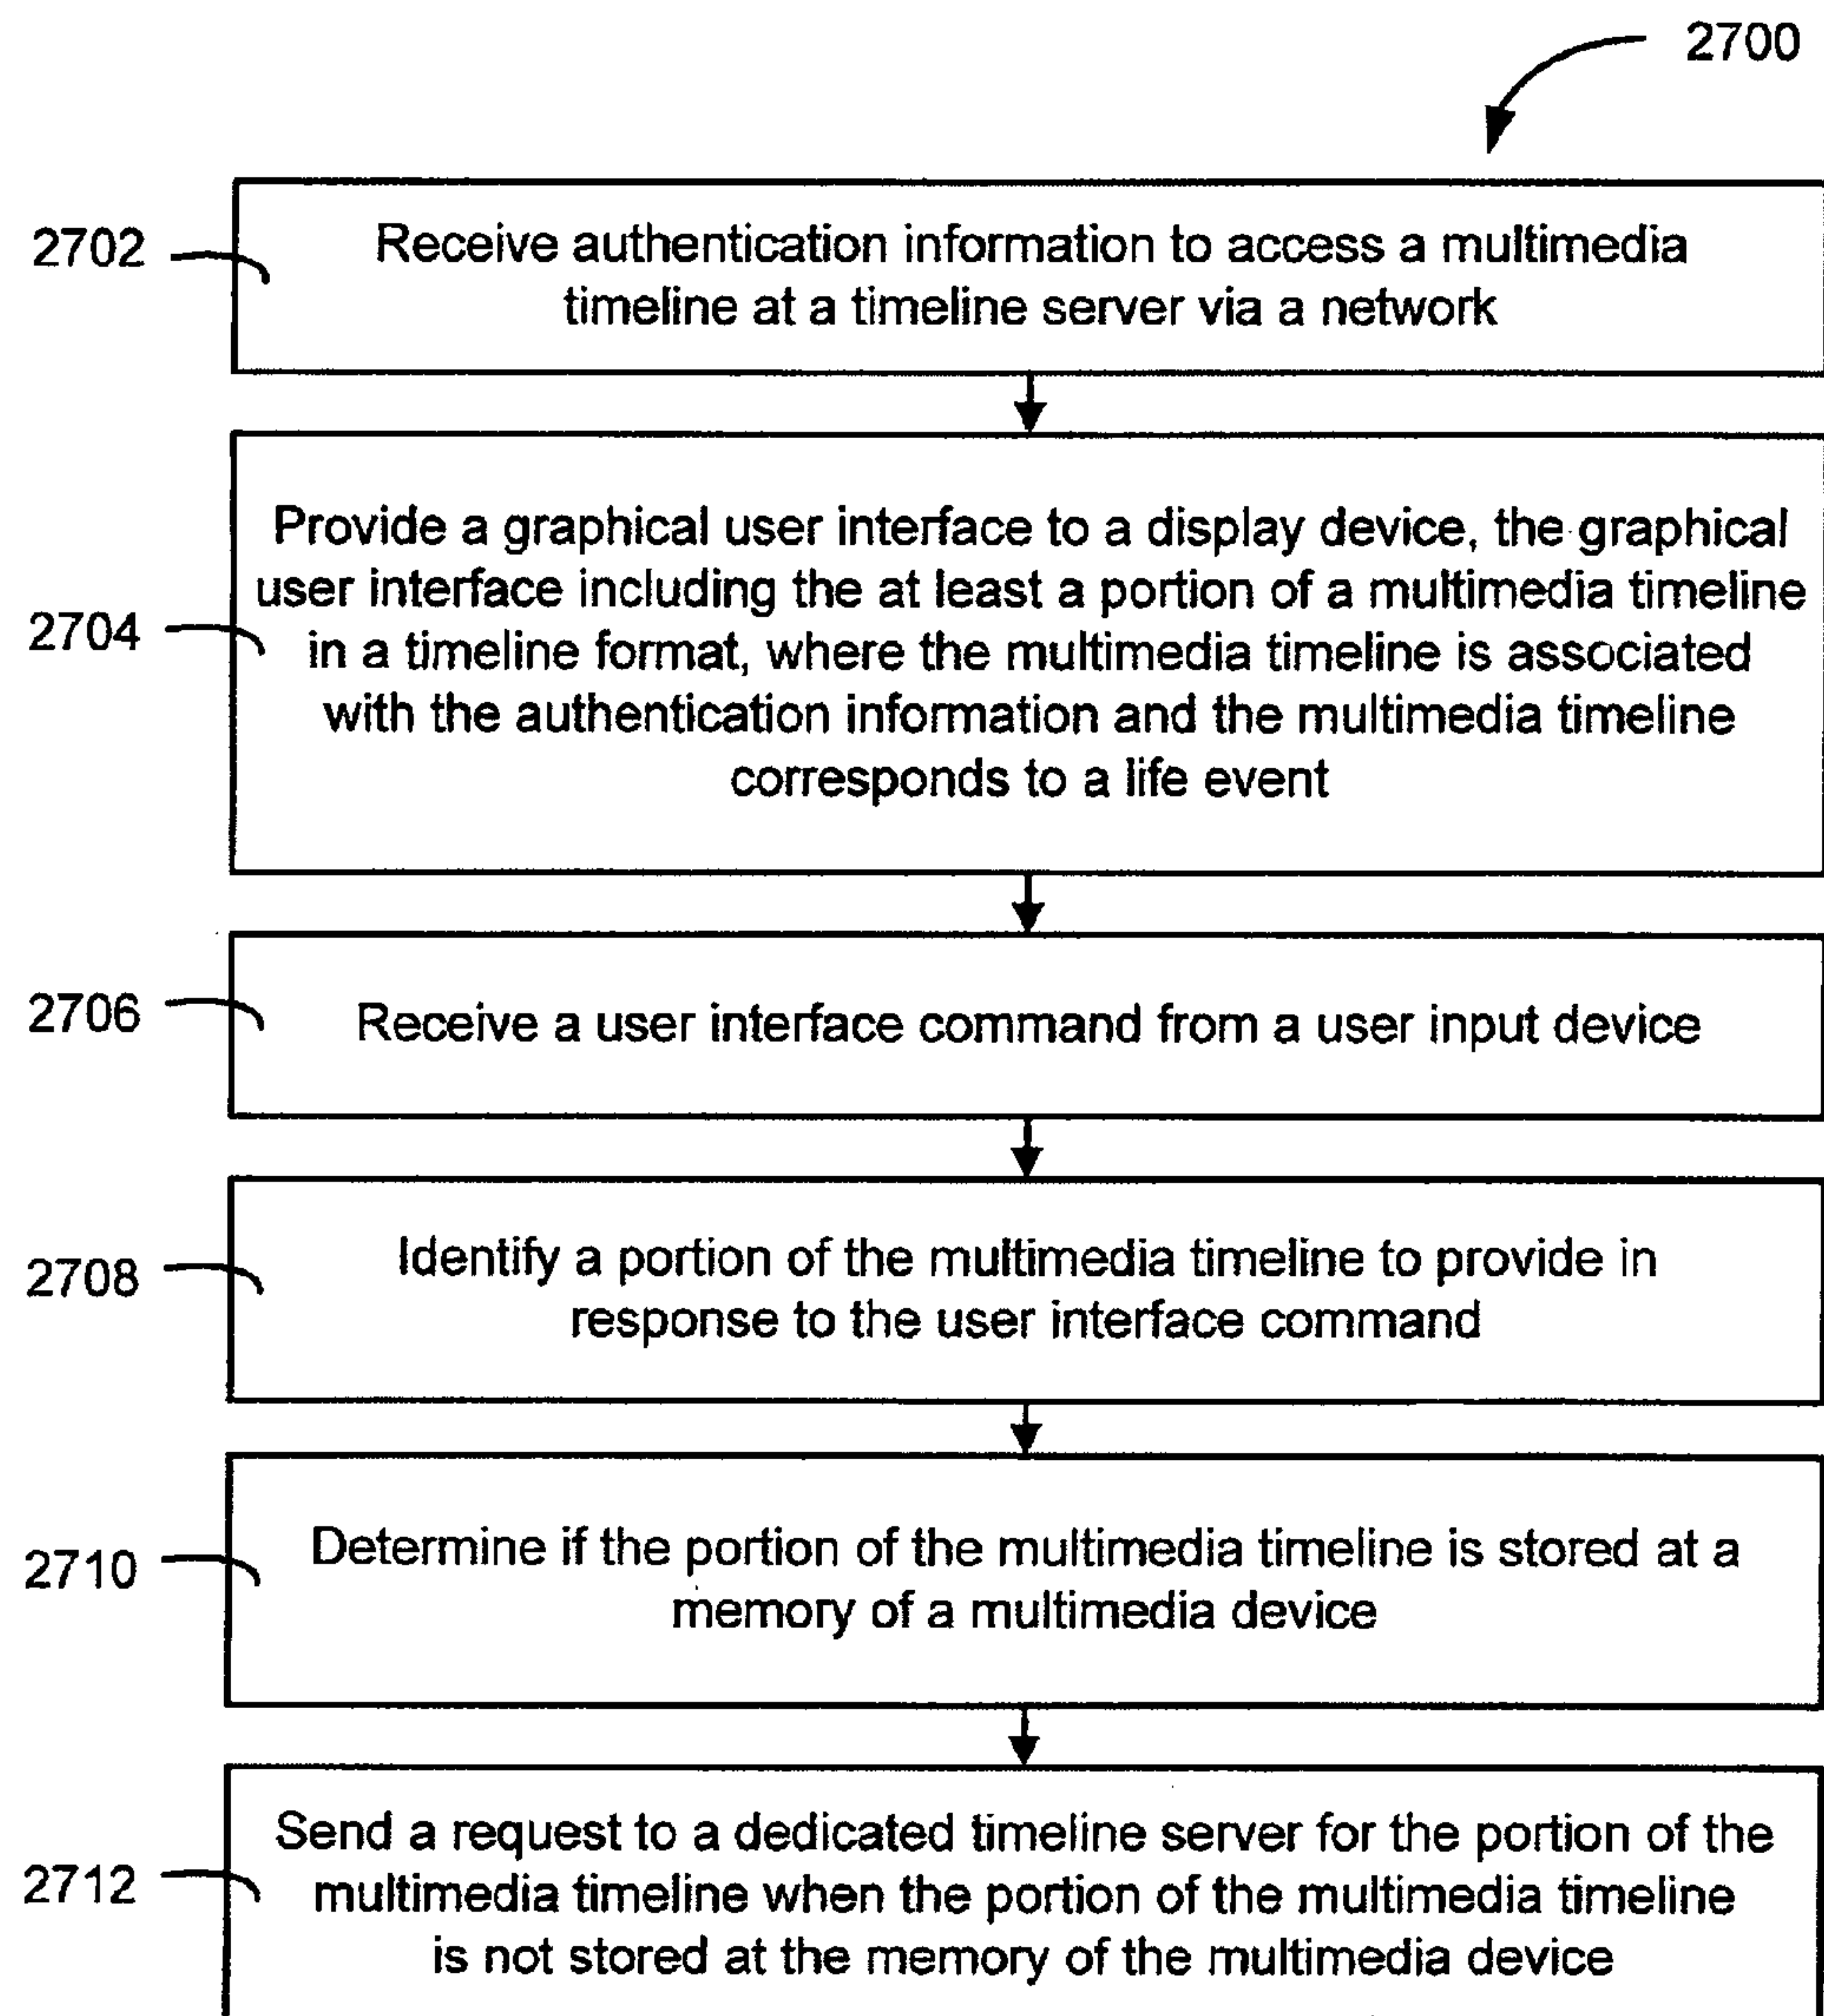 2700
2702
Receive authentication information to access a multimedia
timeline at a timeline server via a network
2704
Provide a graphical user interface to a display device, the graphical
user interface including the at least a portion of a multimedia timeline
in a timeline format, where the multimedia timeline is associated
with the authentication information and the multimedia timeline
corresponds to a life event
2706
Receive a user interface command from a user input device
2708
Identify a portion of the multimedia timeline to provide in
response to the user interface command
2710
Determine if the portion of the multimedia timeline is stored at a
memory of a multimedia device
2712
Send a request to a dedicated timeline server for the portion of the
multimedia timeline when the portion of the multimedia timeline
is not stored at the memory of the multimedia device